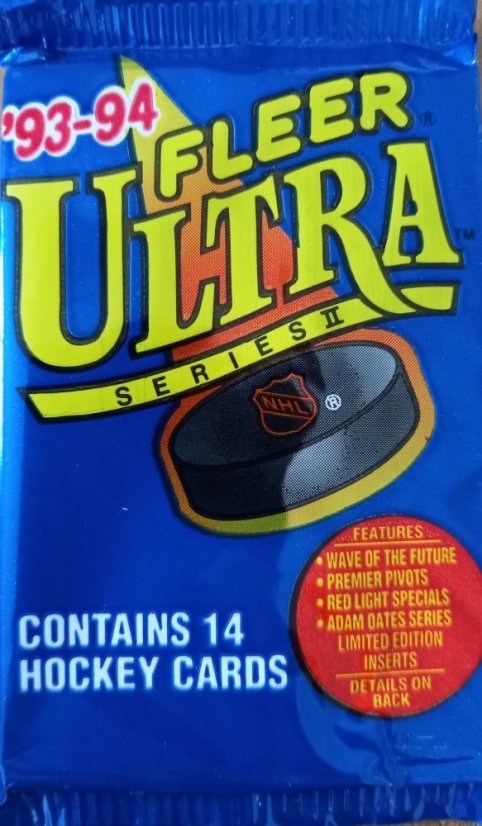 '93-94
FLEER®
ULTRA™
SERIES II
NHL ®
FEATURES
• WAVE OF THE FUTURE
• PREMIER PIVOTS
• RED LIGHT SPECIALS
• ADAM OATES SERIES
LIMITED EDITION
INSERTS
DETAILS ON
BACK
CONTAINS 14
HOCKEY CARDS